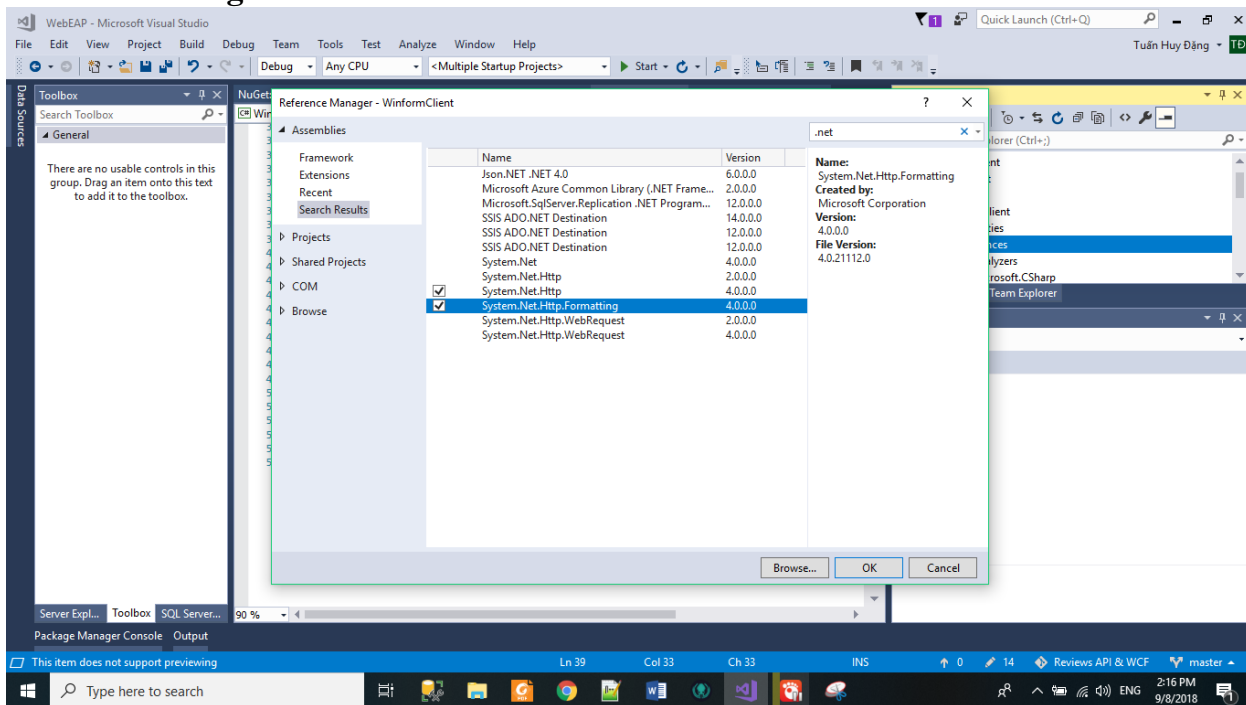 WebEAP - Microsoft Visual Studio
1
Quick Launch (Ctrl+Q)
File Edit View Project Build Debug Team Tools Test Analyze Window Help
Tuấn Huy Đặng
TĐ
Debug Any CPU <Multiple Startup Projects> Start
Data Sources
Toolbox
Search Toolbox
General
There are no usable controls in this
group. Drag an item onto this text
to add it to the toolbox.
Reference Manager - WinformClient
? X
Assemblies
.net
Framework
Extensions
Recent
Search Results
Projects
Shared Projects
COM
Browse
Name Version
Json.NET .NET 4.0 6.0.0.0
Microsoft Azure Common Library (.NET Frame... 2.0.0.0
Microsoft.SqlServer.Replication .NET Program... 12.0.0.0
SSIS ADO.NET Destination 14.0.0.0
SSIS ADO.NET Destination 12.0.0.0
SSIS ADO.NET Destination 12.0.0.0
System.Net 4.0.0.0
System.Net.Http 2.0.0.0
System.Net.Http 4.0.0.0
System.Net.Http.Formatting 4.0.0.0
System.Net.Http.WebRequest 2.0.0.0
System.Net.Http.WebRequest 4.0.0.0
Name:
System.Net.Http.Formatting
Created by:
Microsoft Corporation
Version:
4.0.0.0
File Version:
4.0.21112.0
Browse... OK Cancel
(Ctrl+;)
Team Explorer
Server Expl... Toolbox SQL Server...
90 %
Package Manager Console Output
This item does not support previewing Ln 39 Col 33 Ch 33 INS 0 14 Reviews API & WCF master
Type here to search
ENG
2:16 PM
9/8/2018